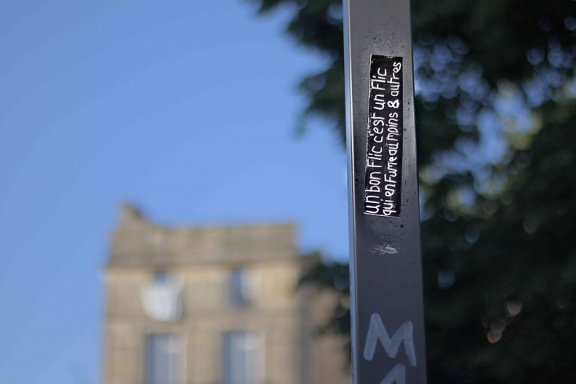 un bon Flic c'est un Flic
qui en Fume au moins 8 autres
M